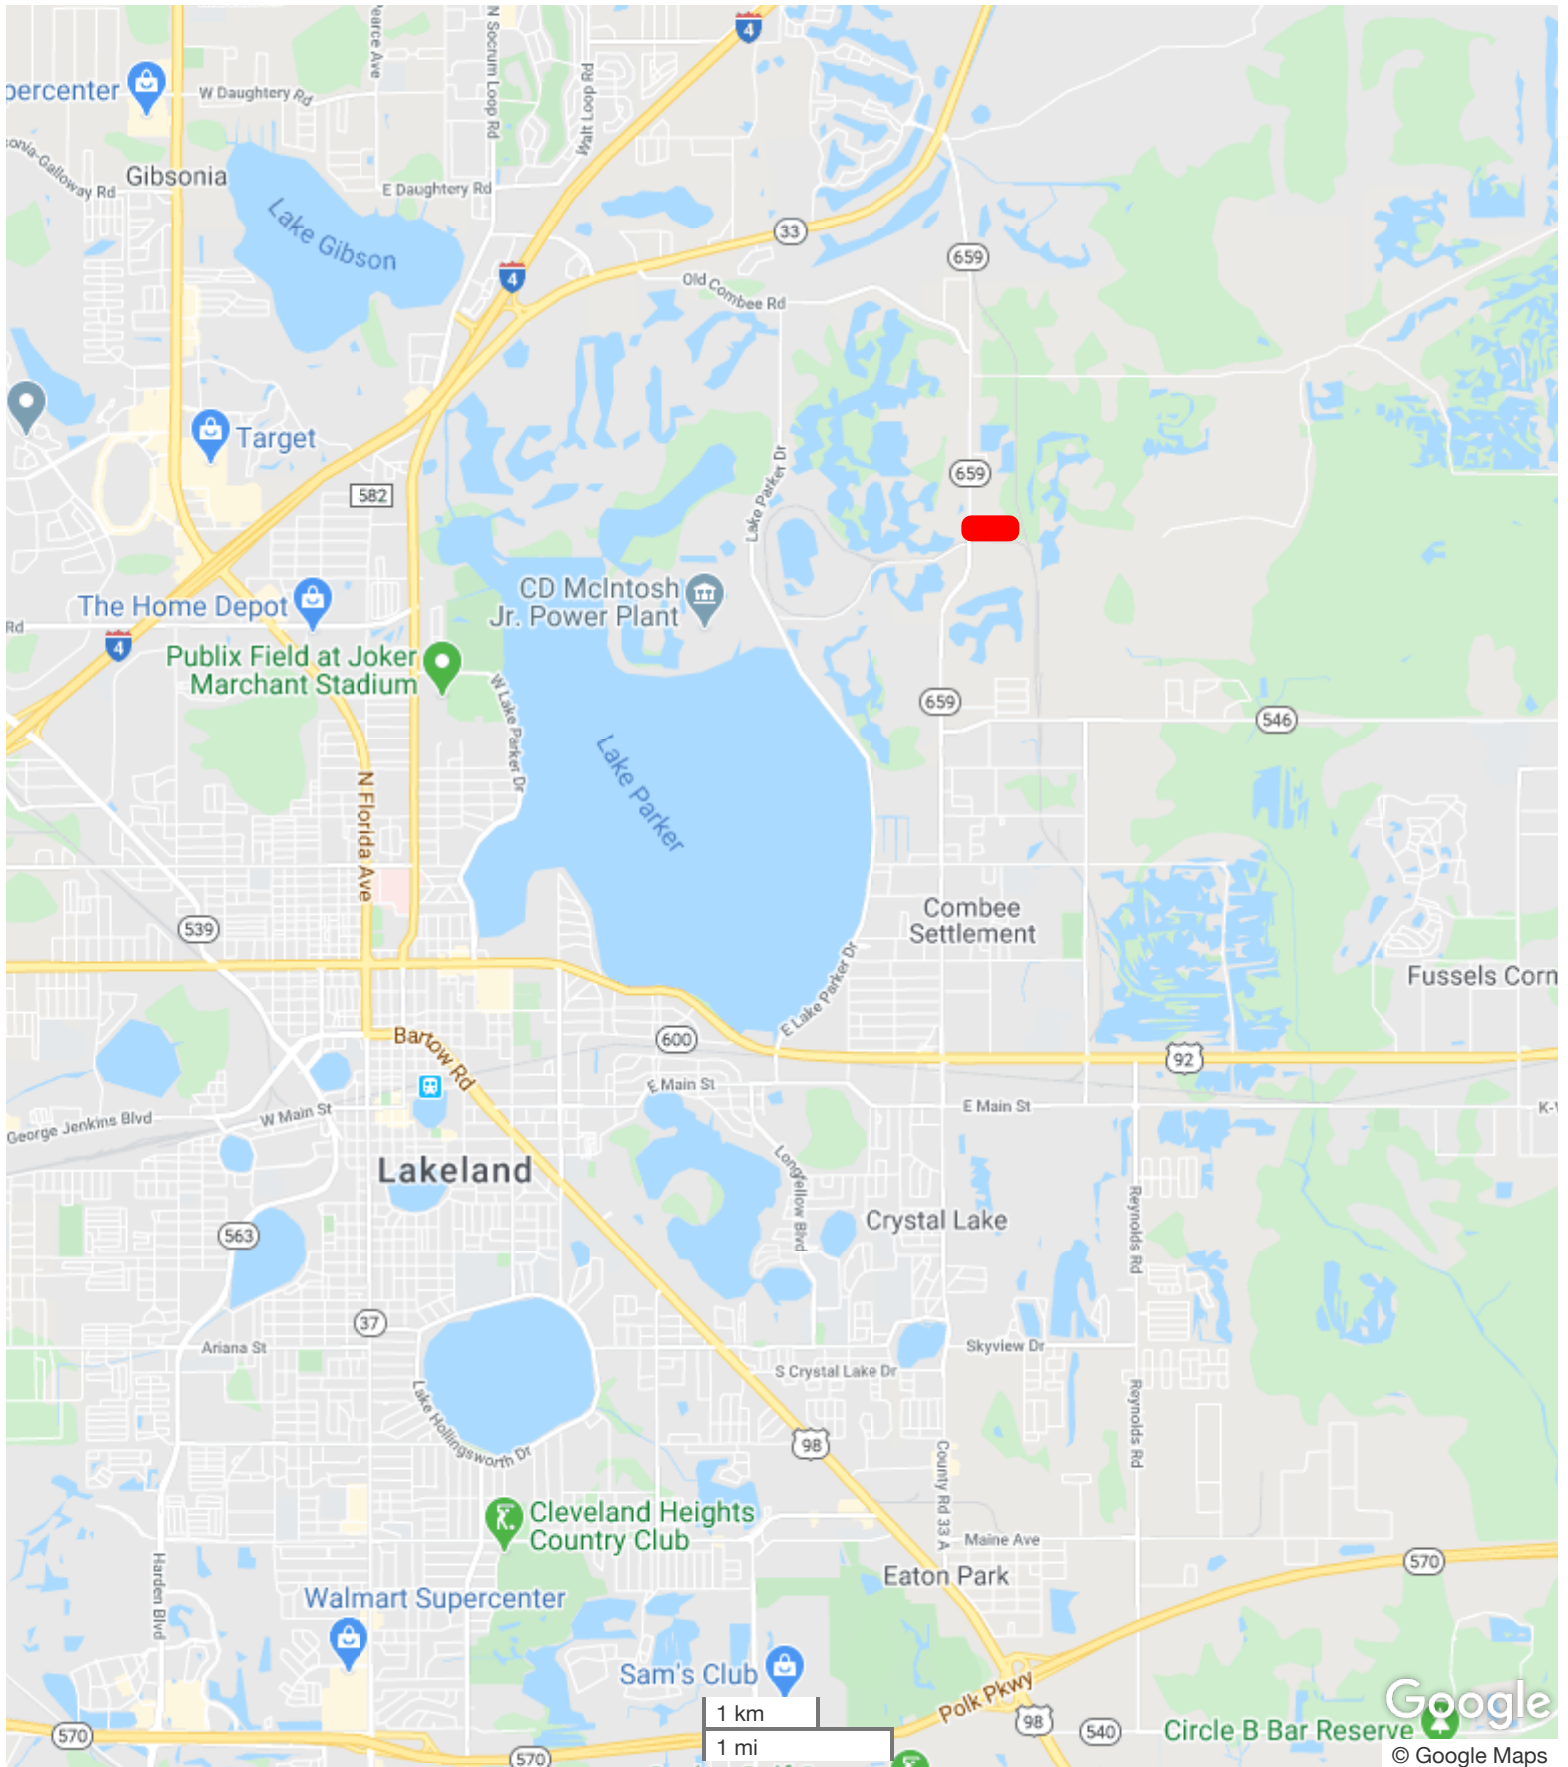 earce Ave
N Socrum Loop Rd
4
percenter
W Daughtery Rd
Walt Loop Rd
sonia-Galloway Rd
Gibsonia
E Daughtery Rd
Lake Gibson
33
659
4
Old Combee Rd
Target
582
Lake Parker Dr
659
CD McIntosh
Jr. Power Plant
The Home Depot
Rd
4
Publix Field at Joker
Marchant Stadium
W Lake Parker Dr
659
546
Lake Parker
N Florida Ave
539
Combee
Settlement
Fussels Corn
E Lake Parker Dr
Bartow Rd
600
92
E Main St
W Main St
E Main St
K-V
George Jenkins Blvd
Lakeland
Longfellow Blvd
Crystal Lake
Reynolds Rd
563
37
Ariana St
Skyview Dr
S Crystal Lake Dr
Lake Hollingsworth Dr
Reynolds Rd
98
County Rd 33 A
Cleveland Heights
Country Club
Maine Ave
Harden Blvd
Eaton Park
570
Walmart Supercenter
Sam's Club
Polk Pkwy
Google
1 km
98
540
Circle B Bar Reserve
570
570
1 mi
© Google Maps